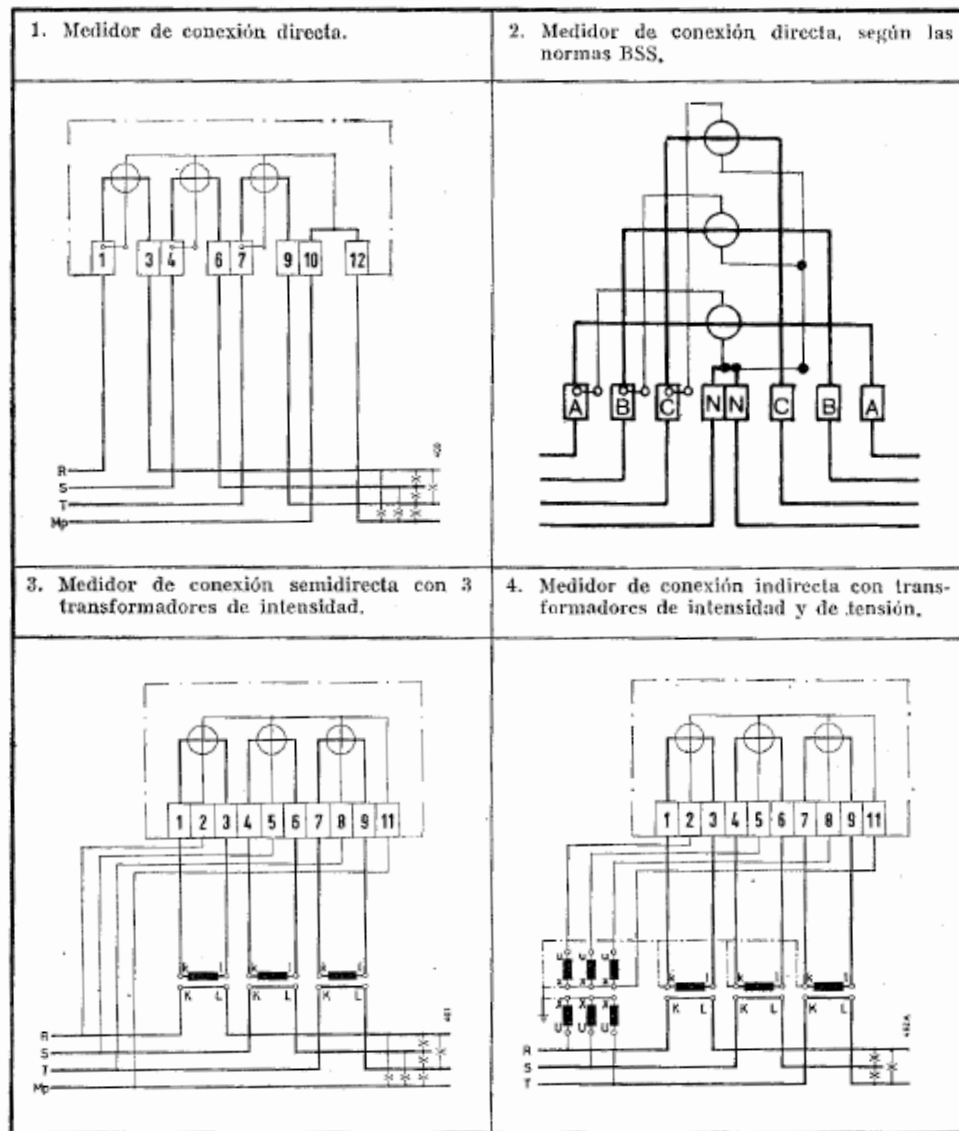 1. Medidor de conexión directa.
2. Medidor de conexión directa, según las
normas BSS.
1 3 4 6 7 9 10 12
R
S
T
Mp
A B C N N C B A
3. Medidor de conexión semidirecta con 3
transformadores de intensidad.
4. Medidor de conexión indirecta con trans-
formadores de intensidad y de tensión.
1 2 3 4 5 6 7 8 9 11
k l k l k l
K L K L K L
401
R
S
T
Mp
1 2 3 4 5 6 7 8 9 11
u u u
x x x
X X X
U U U
k l k l k l
K L K L K L
R
S
T